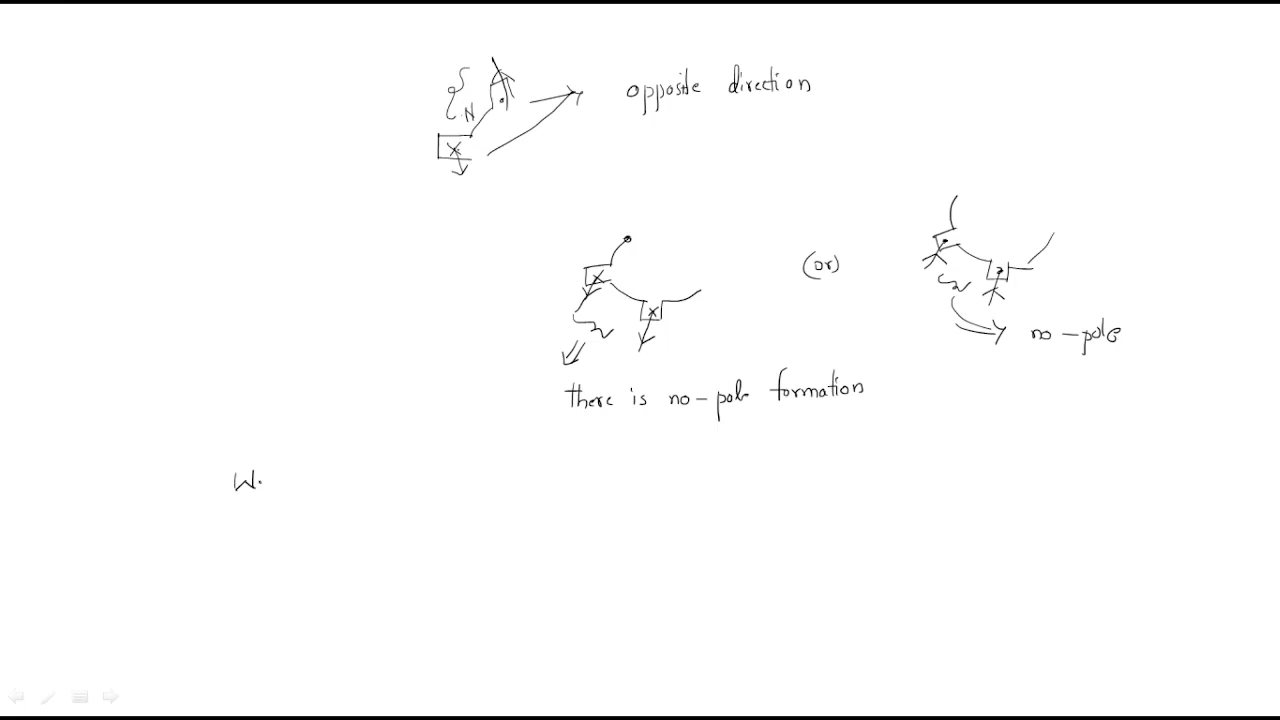 opposite direction
N
(or)
no-pole
there is no-pole formation
W.